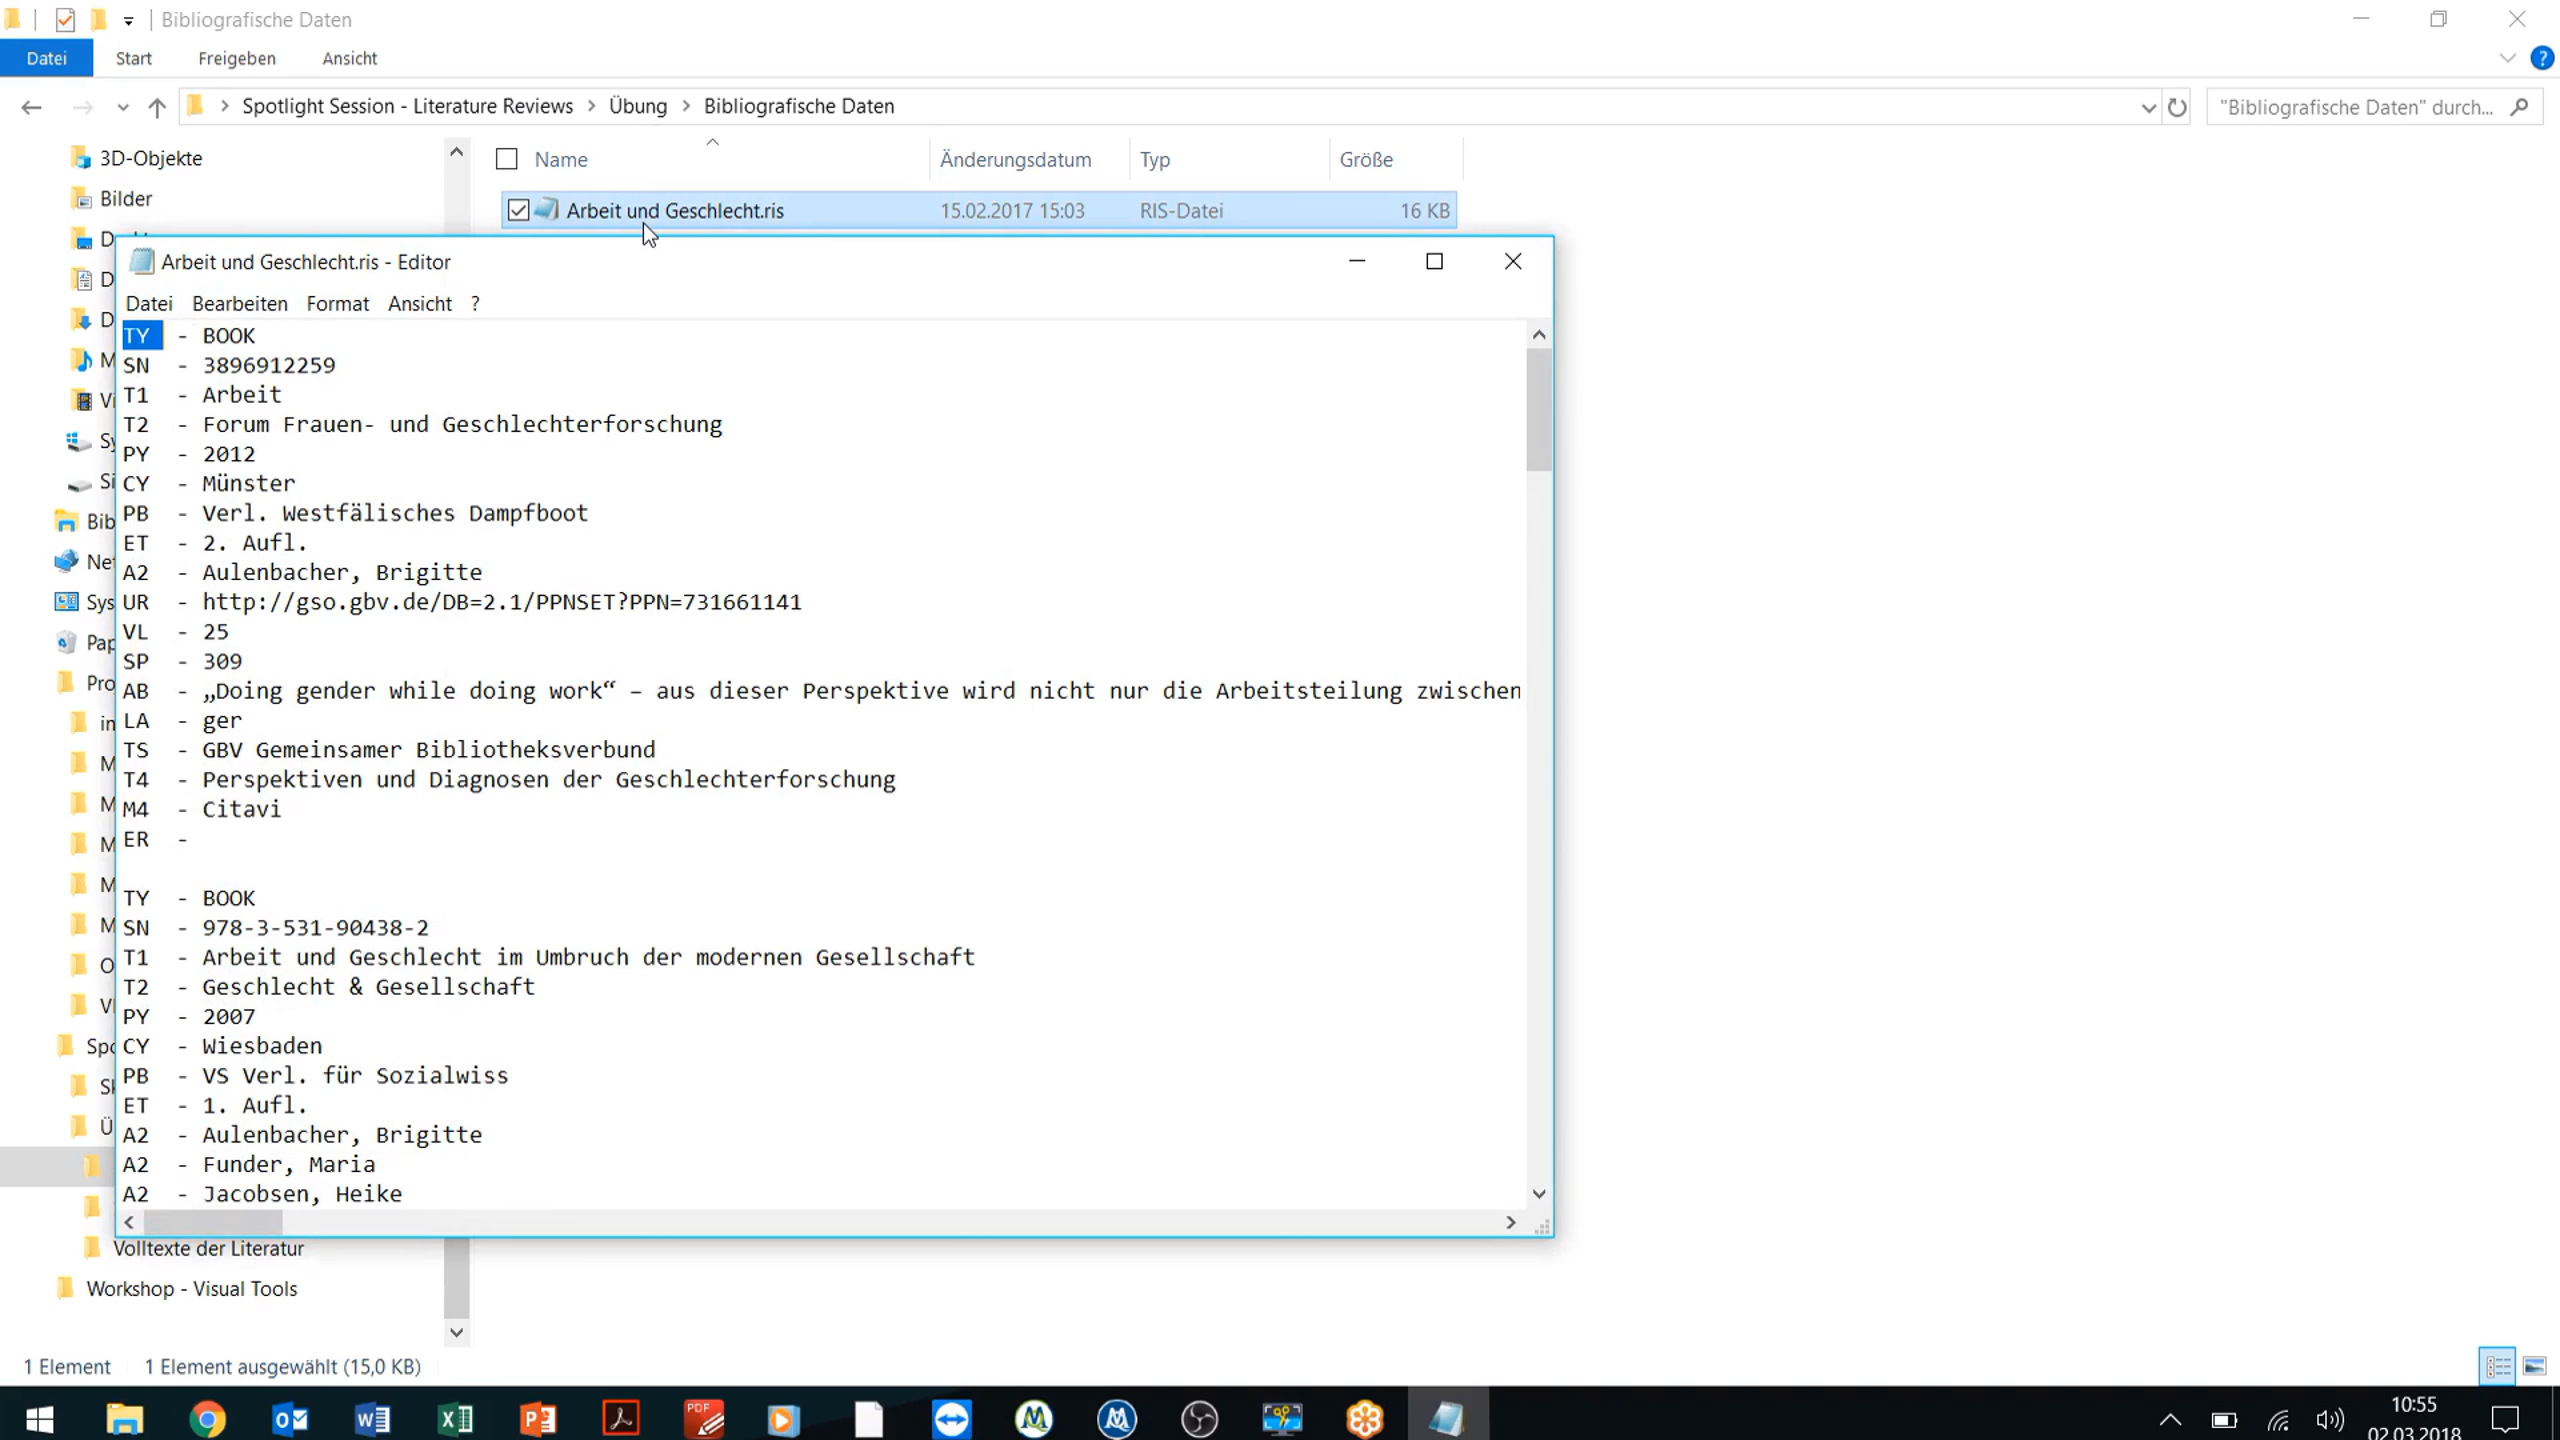 Bibliografische Daten
Datei Start Freigeben Ansicht
Spotlight Session - Literature Reviews > Übung > Bibliografische Daten
"Bibliografische Daten" durch...
3D-Objekte
Bilder
Name Änderungsdatum Typ Größe
Arbeit und Geschlecht.ris 15.02.2017 15:03 RIS-Datei 16 KB
Arbeit und Geschlecht.ris - Editor
Datei Bearbeiten Format Ansicht ?
TY - BOOK
SN - 3896912259
T1 - Arbeit
T2 - Forum Frauen- und Geschlechterforschung
PY - 2012
CY - Münster
PB - Verl. Westfälisches Dampfboot
ET - 2. Aufl.
A2 - Aulenbacher, Brigitte
UR - http://gso.gbv.de/DB=2.1/PPNSET?PPN=731661141
VL - 25
SP - 309
AB - „Doing gender while doing work“ – aus dieser Perspektive wird nicht nur die Arbeitsteilung zwischen
LA - ger
TS - GBV Gemeinsamer Bibliotheksverbund
T4 - Perspektiven und Diagnosen der Geschlechterforschung
M4 - Citavi
ER -
TY - BOOK
SN - 978-3-531-90438-2
T1 - Arbeit und Geschlecht im Umbruch der modernen Gesellschaft
T2 - Geschlecht & Gesellschaft
PY - 2007
CY - Wiesbaden
PB - VS Verl. für Sozialwiss
ET - 1. Aufl.
A2 - Aulenbacher, Brigitte
A2 - Funder, Maria
A2 - Jacobsen, Heike
Volltexte der Literatur
Workshop - Visual Tools
1 Element 1 Element ausgewählt (15,0 KB)
10:55
02.03.2018